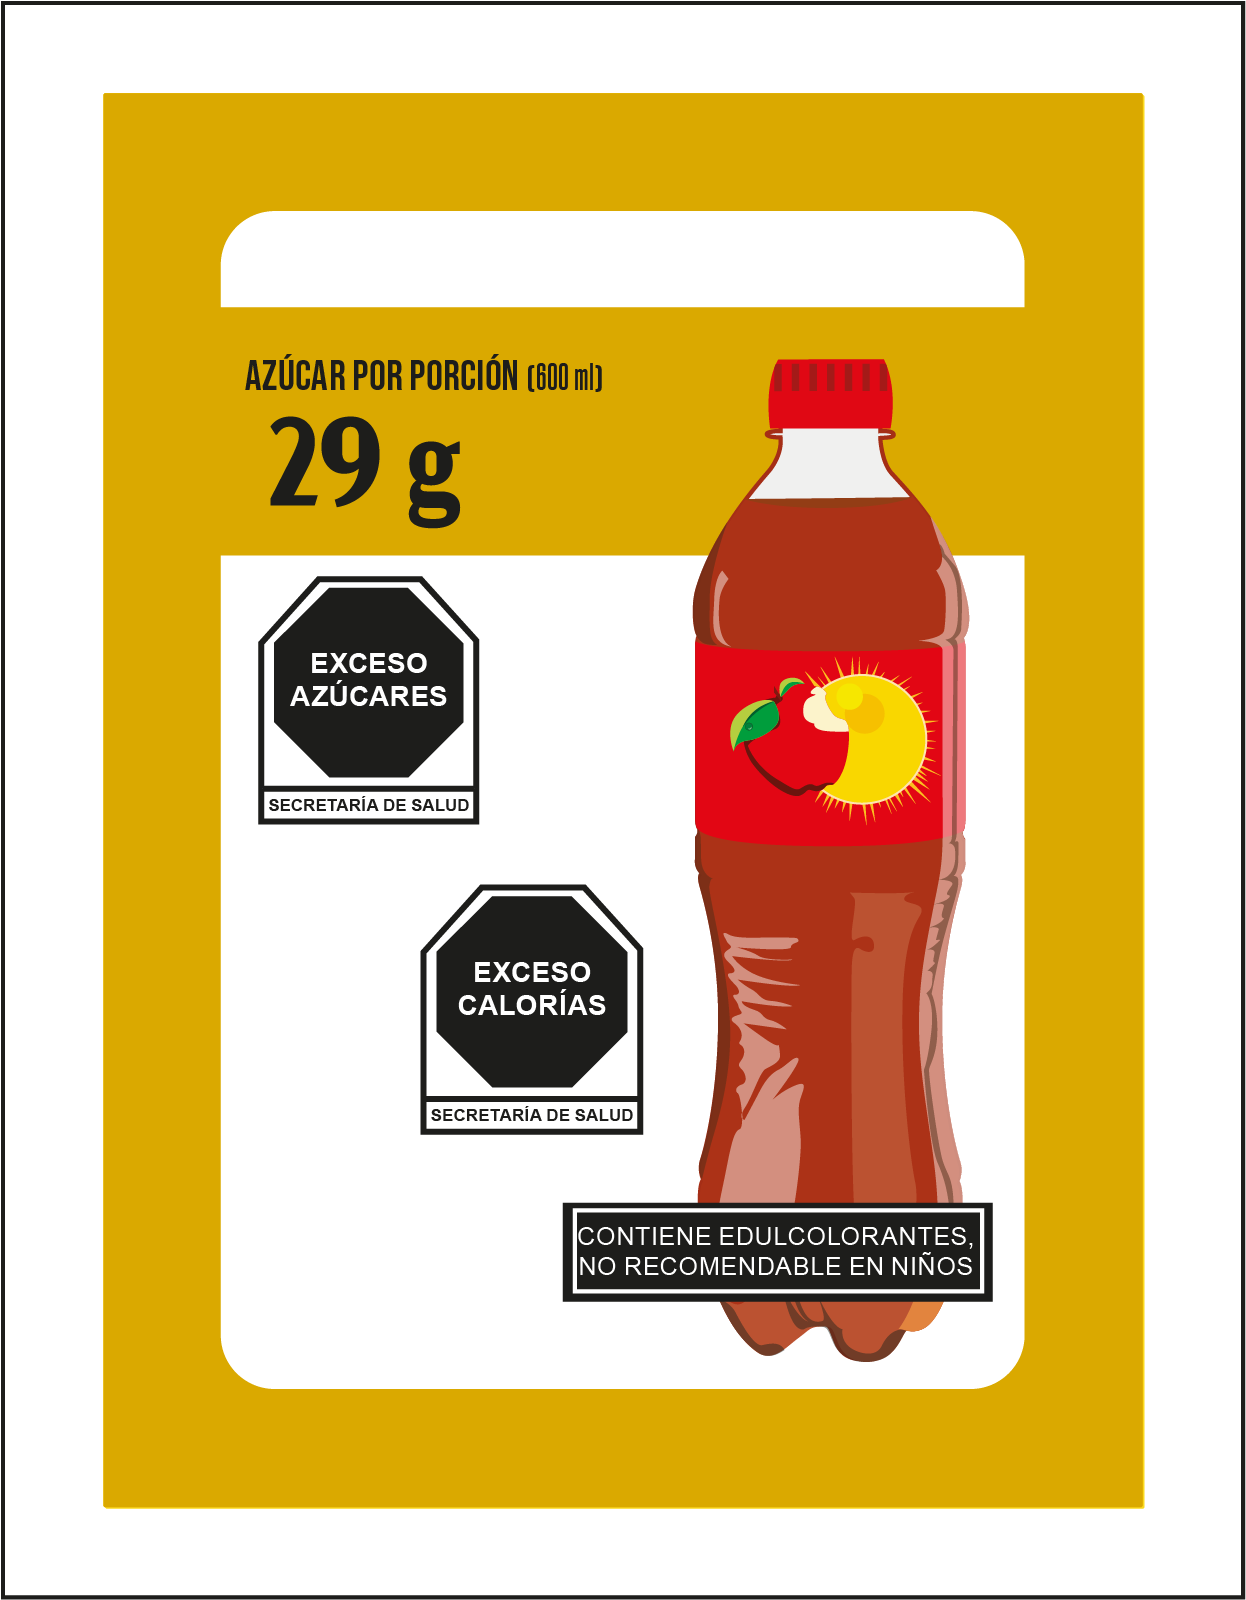 AZÚCAR POR PORCIÓN (600 ml)
29 g
EXCESO
AZÚCARES
SECRETARÍA DE SALUD
EXCESO
CALORÍAS
SECRETARÍA DE SALUD
CONTIENE EDULCOLORANTES,
NO RECOMENDABLE EN NIÑOS